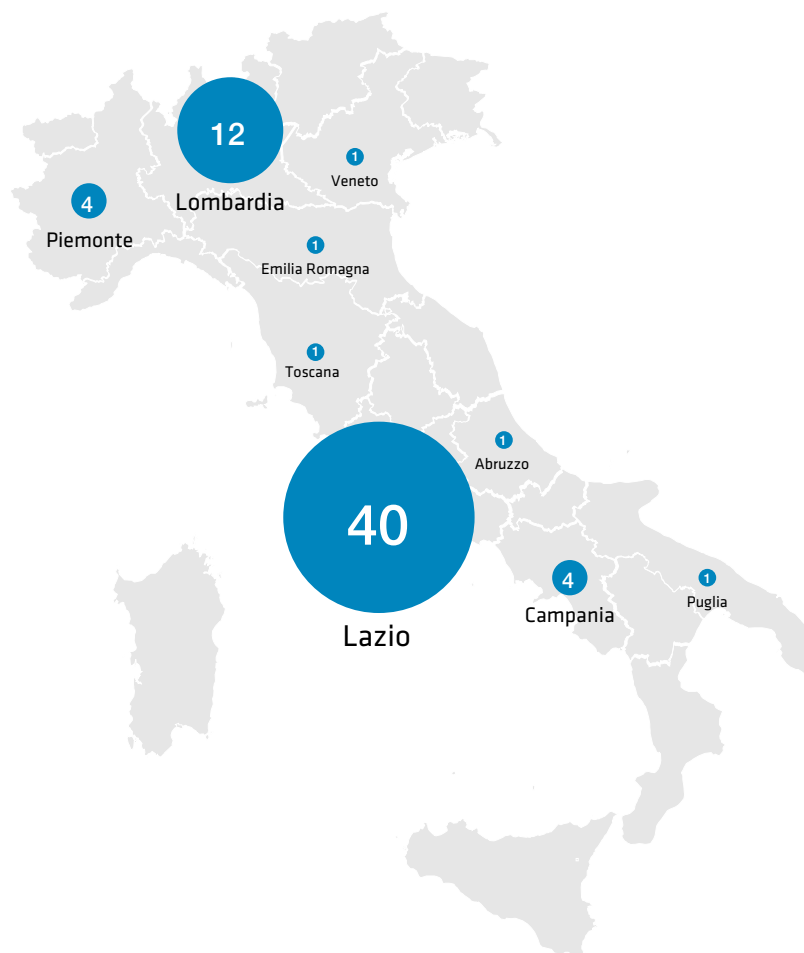 12
Lombardia
1
Veneto
4
Piemonte
1
Emilia Romagna
1
Toscana
1
Abruzzo
40
Lazio
4
Campania
1
Puglia